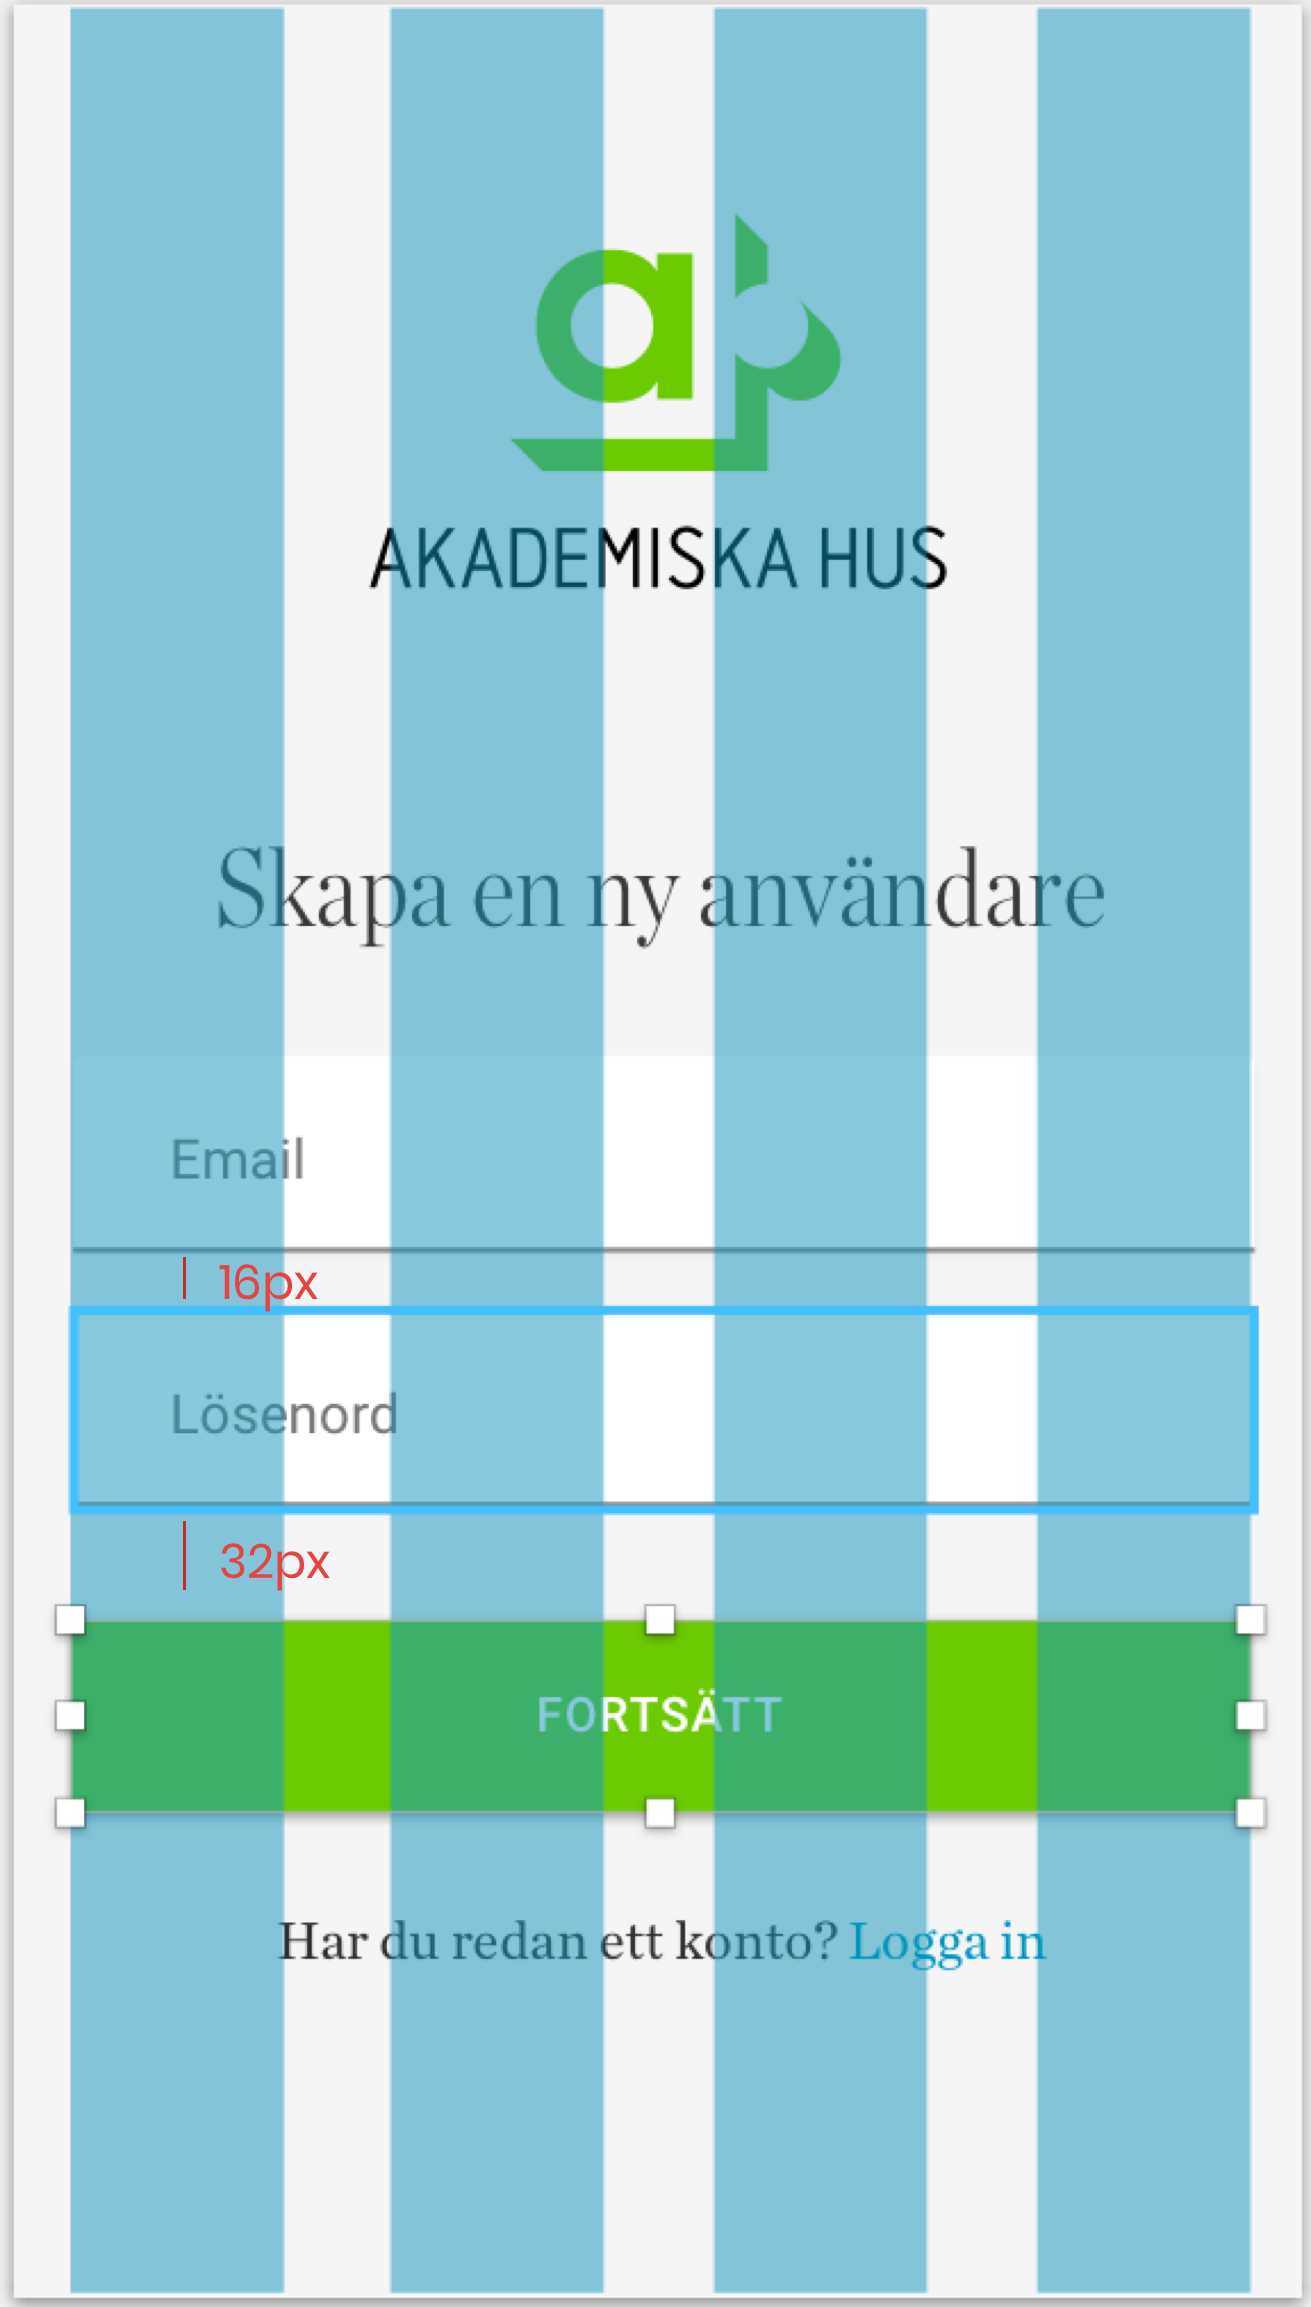 a
AKADEMISKA HUS
Skapa en ny användare
Email
16px
Lösenord
32px
FORTSÄTT
Har du redan ett konto? Logga in